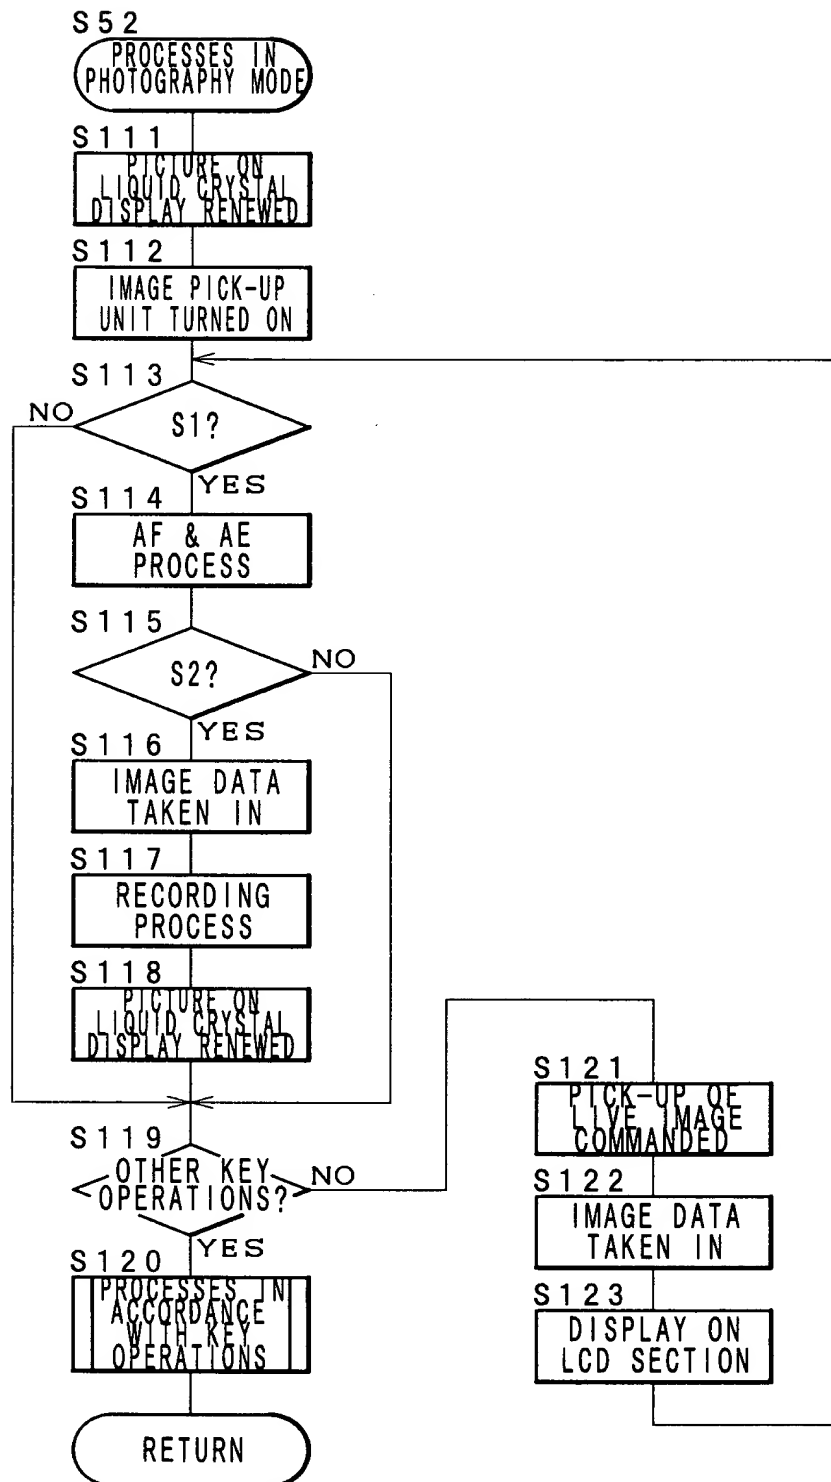 S52
PROCESSES IN
PHOTOGRAPHY MODE
S111
PICTURE ON
LIQUID CRYSTAL
DISPLAY RENEWED
S112
IMAGE PICK-UP
UNIT TURNED ON
S113
NO
S1?
YES
S114
AF & AE
PROCESS
S115
S2?
NO
YES
S116
IMAGE DATA
TAKEN IN
S117
RECORDING
PROCESS
S118
PICTURE ON
LIQUID CRYSTAL
DISPLAY RENEWED
S119
OTHER KEY
OPERATIONS?
NO
YES
S120
PROCESSES IN
ACCORDANCE
WITH KEY
OPERATIONS
RETURN
S121
PICK-UP OF
LIVE IMAGE
COMMANDED
S122
IMAGE DATA
TAKEN IN
S123
DISPLAY ON
LCD SECTION